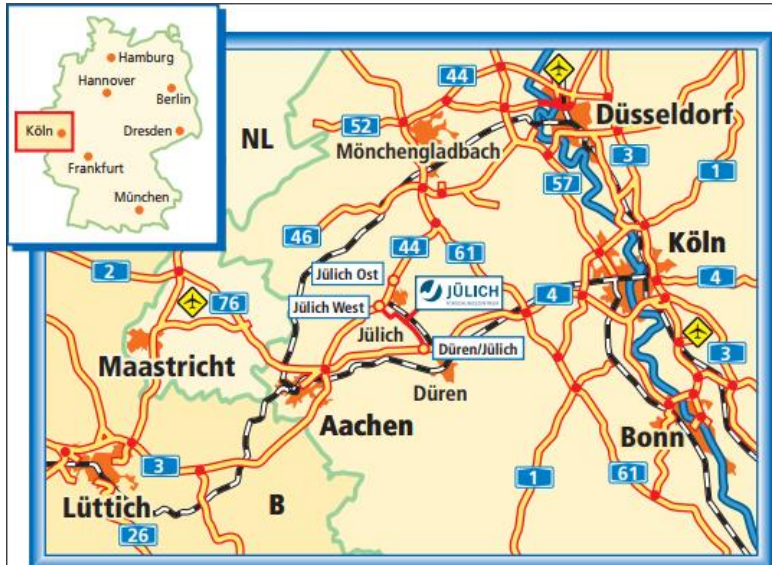 Hamburg
Hannover
Berlin
Köln
Dresden
Frankfurt
München
NL
44
52
Düsseldorf
Mönchengladbach
3
1
57
46
44
61
Köln
2
Jülich Ost
JÜLICH
FORSCHUNGSZENTRUM
4
4
76
Jülich West
Jülich
3
Maastricht
Düren/Jülich
Düren
Aachen
Bonn
3
1
61
Lüttich
B
26